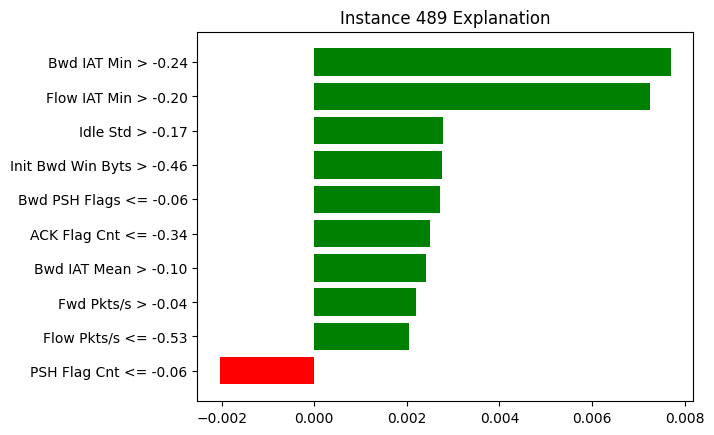 Instance 489 Explanation
Bwd IAT Min > -0.24
Flow IAT Min > -0.20
Idle Std > -0.17
Init Bwd Win Byts > -0.46
Bwd PSH Flags <= -0.06
ACK Flag Cnt <= -0.34
Bwd IAT Mean > -0.10
Fwd Pkts/s > -0.04
Flow Pkts/s <= -0.53
PSH Flag Cnt <= -0.06
−0.002 0.000 0.002 0.004 0.006 0.008